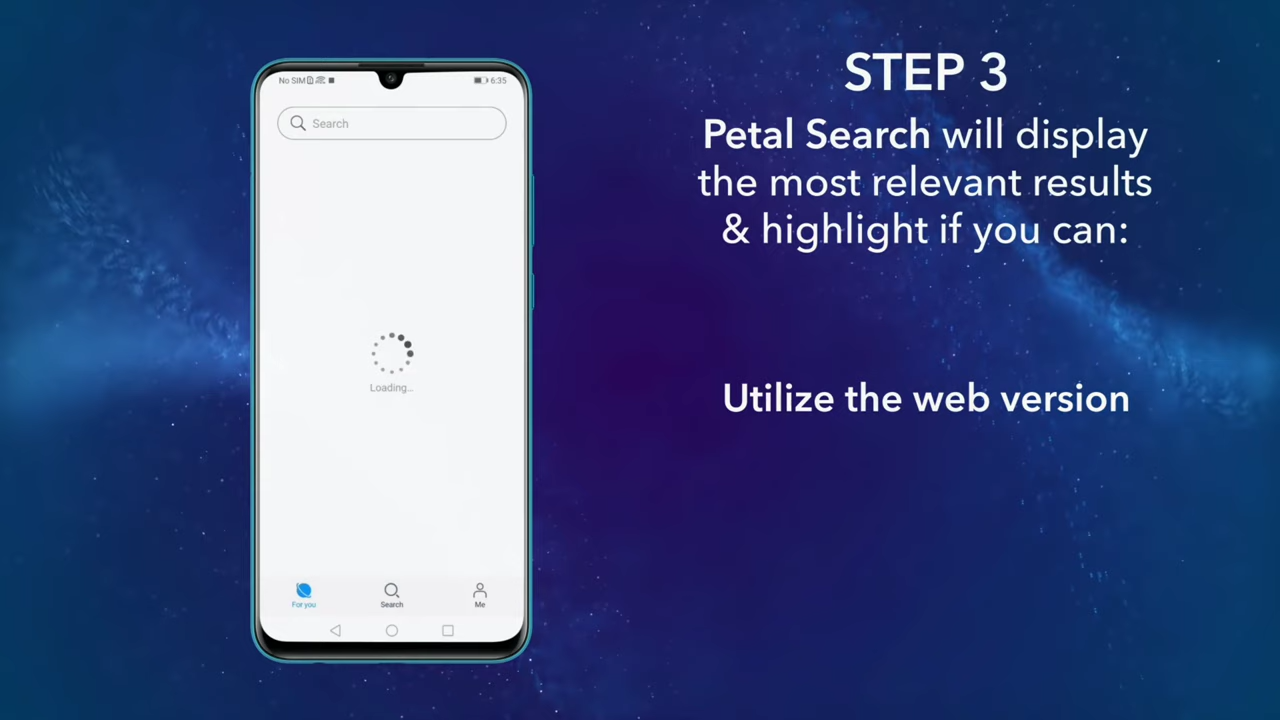 No SIM
6:35
Search
Loading...
For you
Search
Me
STEP 3
Petal Search will display
the most relevant results
& highlight if you can:
Utilize the web version